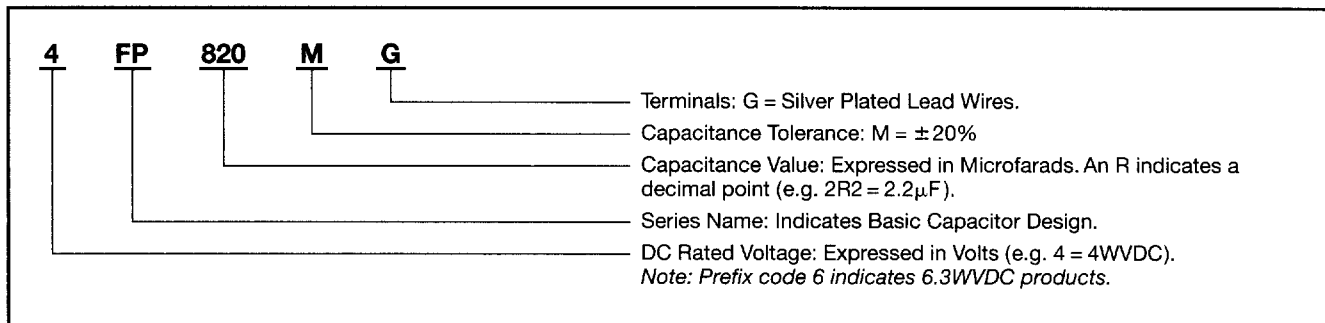 4 FP 820 M G
Terminals: G = Silver Plated Lead Wires.
Capacitance Tolerance: M = ±20%
Capacitance Value: Expressed in Microfarads. An R indicates a
decimal point (e.g. 2R2 = 2.2µF).
Series Name: Indicates Basic Capacitor Design.
DC Rated Voltage: Expressed in Volts (e.g. 4 = 4WVDC).
Note: Prefix code 6 indicates 6.3WVDC products.